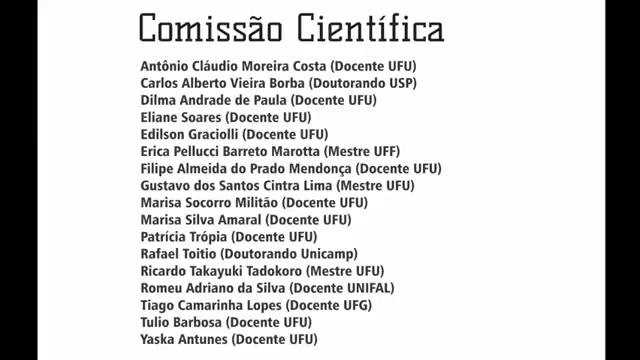 Comissão Científica
Antônio Cláudio Moreira Costa (Docente UFU)
Carlos Alberto Vieira Borba (Doutorando USP)
Dilma Andrade de Paula (Docente UFU)
Eliane Soares (Docente UFU)
Edilson Graciolli (Docente UFU)
Erica Pellucci Barreto Marotta (Mestre UFF)
Filipe Almeida do Prado Mendonça (Docente UFU)
Gustavo dos Santos Cintra Lima (Mestre UFU)
Marisa Socorro Militão (Docente UFU)
Marisa Silva Amaral (Docente UFU)
Patrícia Trópia (Docente UFU)
Rafael Toitio (Doutorando Unicamp)
Ricardo Takayuki Tadokoro (Mestre UFU)
Romeu Adriano da Silva (Docente UNIFAL)
Tiago Camarinha Lopes (Docente UFG)
Tulio Barbosa (Docente UFU)
Yaska Antunes (Docente UFU)